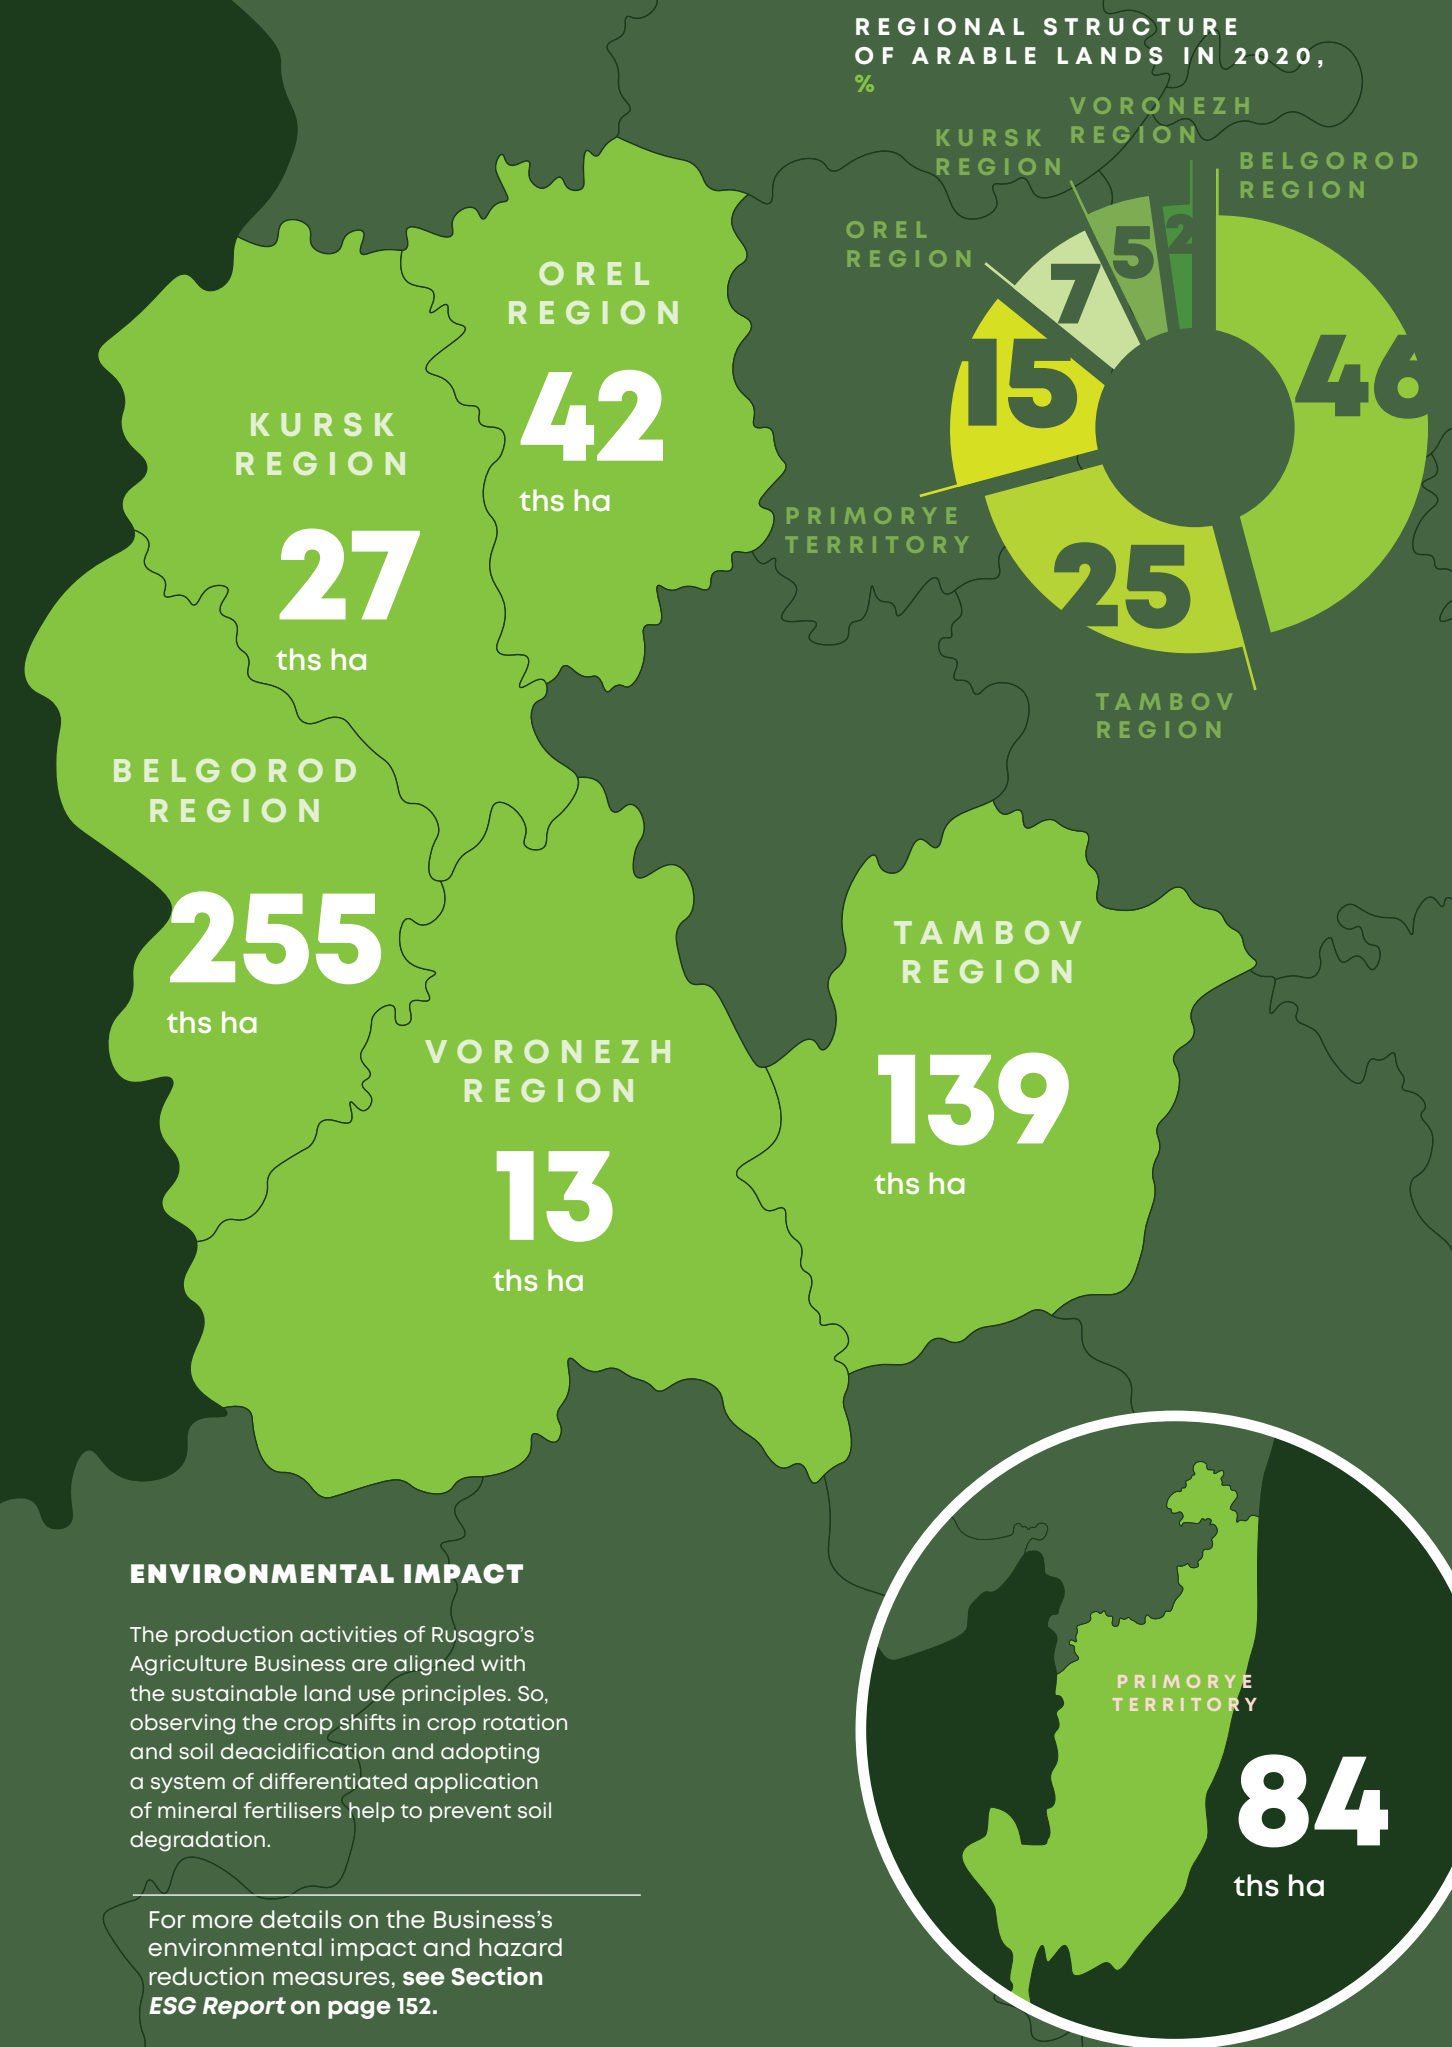 REGIONAL STRUCTURE
OF ARABLE LANDS IN 2020,
%
VORONEZH
REGION
KURSK
REGION
BELGOROD
REGION
OREL
REGION
2
5
7
15
46
25
PRIMORYE
TERRITORY
TAMBOV
REGION
OREL
REGION
42
ths ha
KURSK
REGION
27
ths ha
BELGOROD
REGION
255
ths ha
TAMBOV
REGION
139
ths ha
VORONEZH
REGION
13
ths ha
PRIMORYE
TERRITORY
84
ths ha
ENVIRONMENTAL IMPACT
The production activities of Rusagro’s
Agriculture Business are aligned with
the sustainable land use principles. So,
observing the crop shifts in crop rotation
and soil deacidification and adopting
a system of differentiated application
of mineral fertilisers help to prevent soil
degradation.
For more details on the Business’s
environmental impact and hazard
reduction measures, see Section
ESG Report on page 152.